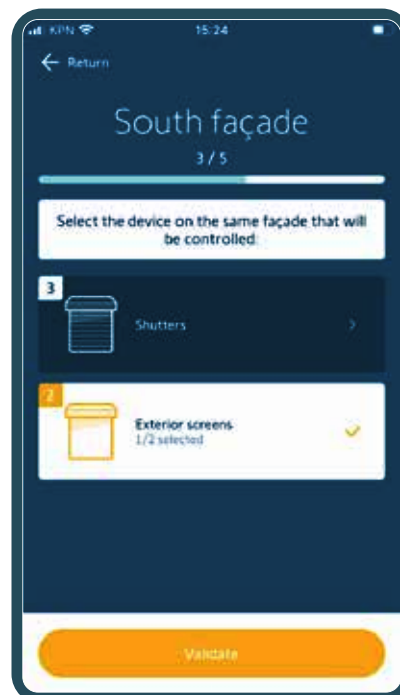 KPN 15:24
← Return
South façade
3 / 5
Select the device on the same façade that will
be controlled:
3
Shutters >
2
Exterior screens
1/2 selected
Validate